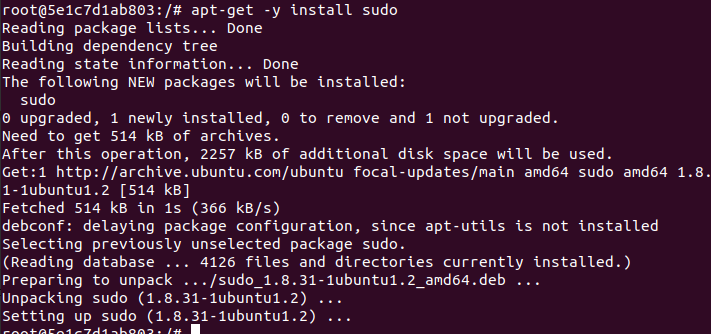 root@5e1c7d1ab803:/# apt-get -y install sudo
Reading package lists... Done
Building dependency tree
Reading state information... Done
The following NEW packages will be installed:
  sudo
0 upgraded, 1 newly installed, 0 to remove and 1 not upgraded.
Need to get 514 kB of archives.
After this operation, 2257 kB of additional disk space will be used.
Get:1 http://archive.ubuntu.com/ubuntu focal-updates/main amd64 sudo amd64 1.8.
1-1ubuntu1.2 [514 kB]
Fetched 514 kB in 1s (366 kB/s)
debconf: delaying package configuration, since apt-utils is not installed
Selecting previously unselected package sudo.
(Reading database ... 4126 files and directories currently installed.)
Preparing to unpack .../sudo_1.8.31-1ubuntu1.2_amd64.deb ...
Unpacking sudo (1.8.31-1ubuntu1.2) ...
Setting up sudo (1.8.31-1ubuntu1.2) ...
root@5e1c7d1ab803:/#